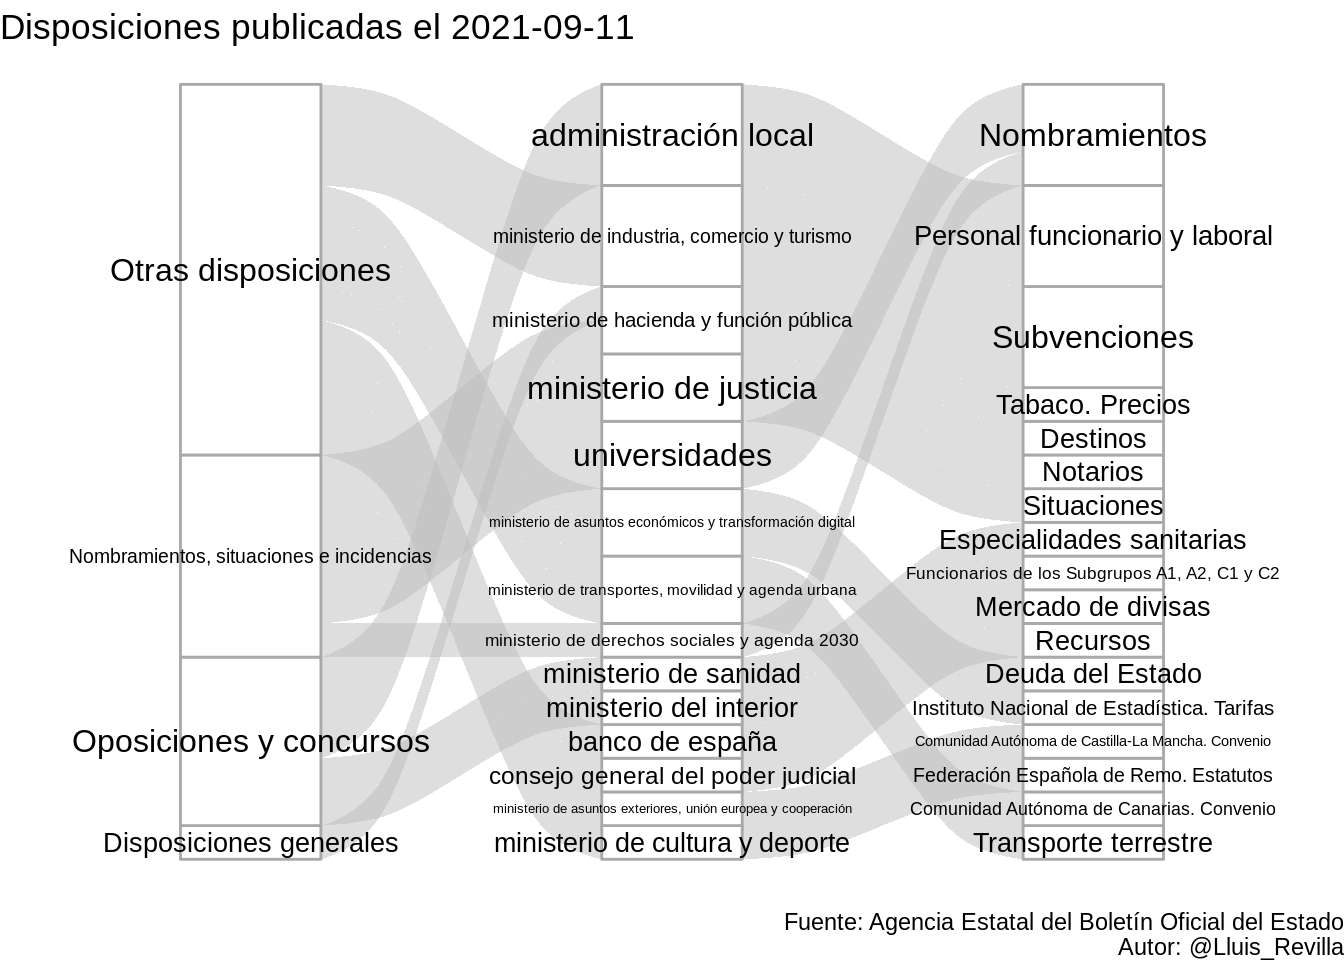 Disposiciones publicadas el 2021-09-11
Otras disposiciones
Nombramientos, situaciones e incidencias
Oposiciones y concursos
Disposiciones generales
administración local
ministerio de industria, comercio y turismo
ministerio de hacienda y función pública
ministerio de justicia
universidades
ministerio de asuntos económicos y transformación digital
ministerio de transportes, movilidad y agenda urbana
ministerio de derechos sociales y agenda 2030
ministerio de sanidad
ministerio del interior
banco de españa
consejo general del poder judicial
ministerio de asuntos exteriores, unión europea y cooperación
ministerio de cultura y deporte
Nombramientos
Personal funcionario y laboral
Subvenciones
Tabaco. Precios
Destinos
Notarios
Situaciones
Especialidades sanitarias
Funcionarios de los Subgrupos A1, A2, C1 y C2
Mercado de divisas
Recursos
Deuda del Estado
Instituto Nacional de Estadística. Tarifas
Comunidad Autónoma de Castilla-La Mancha. Convenio
Federación Española de Remo. Estatutos
Comunidad Autónoma de Canarias. Convenio
Transporte terrestre
Fuente: Agencia Estatal del Boletín Oficial del Estado
Autor: @Lluis_Revilla